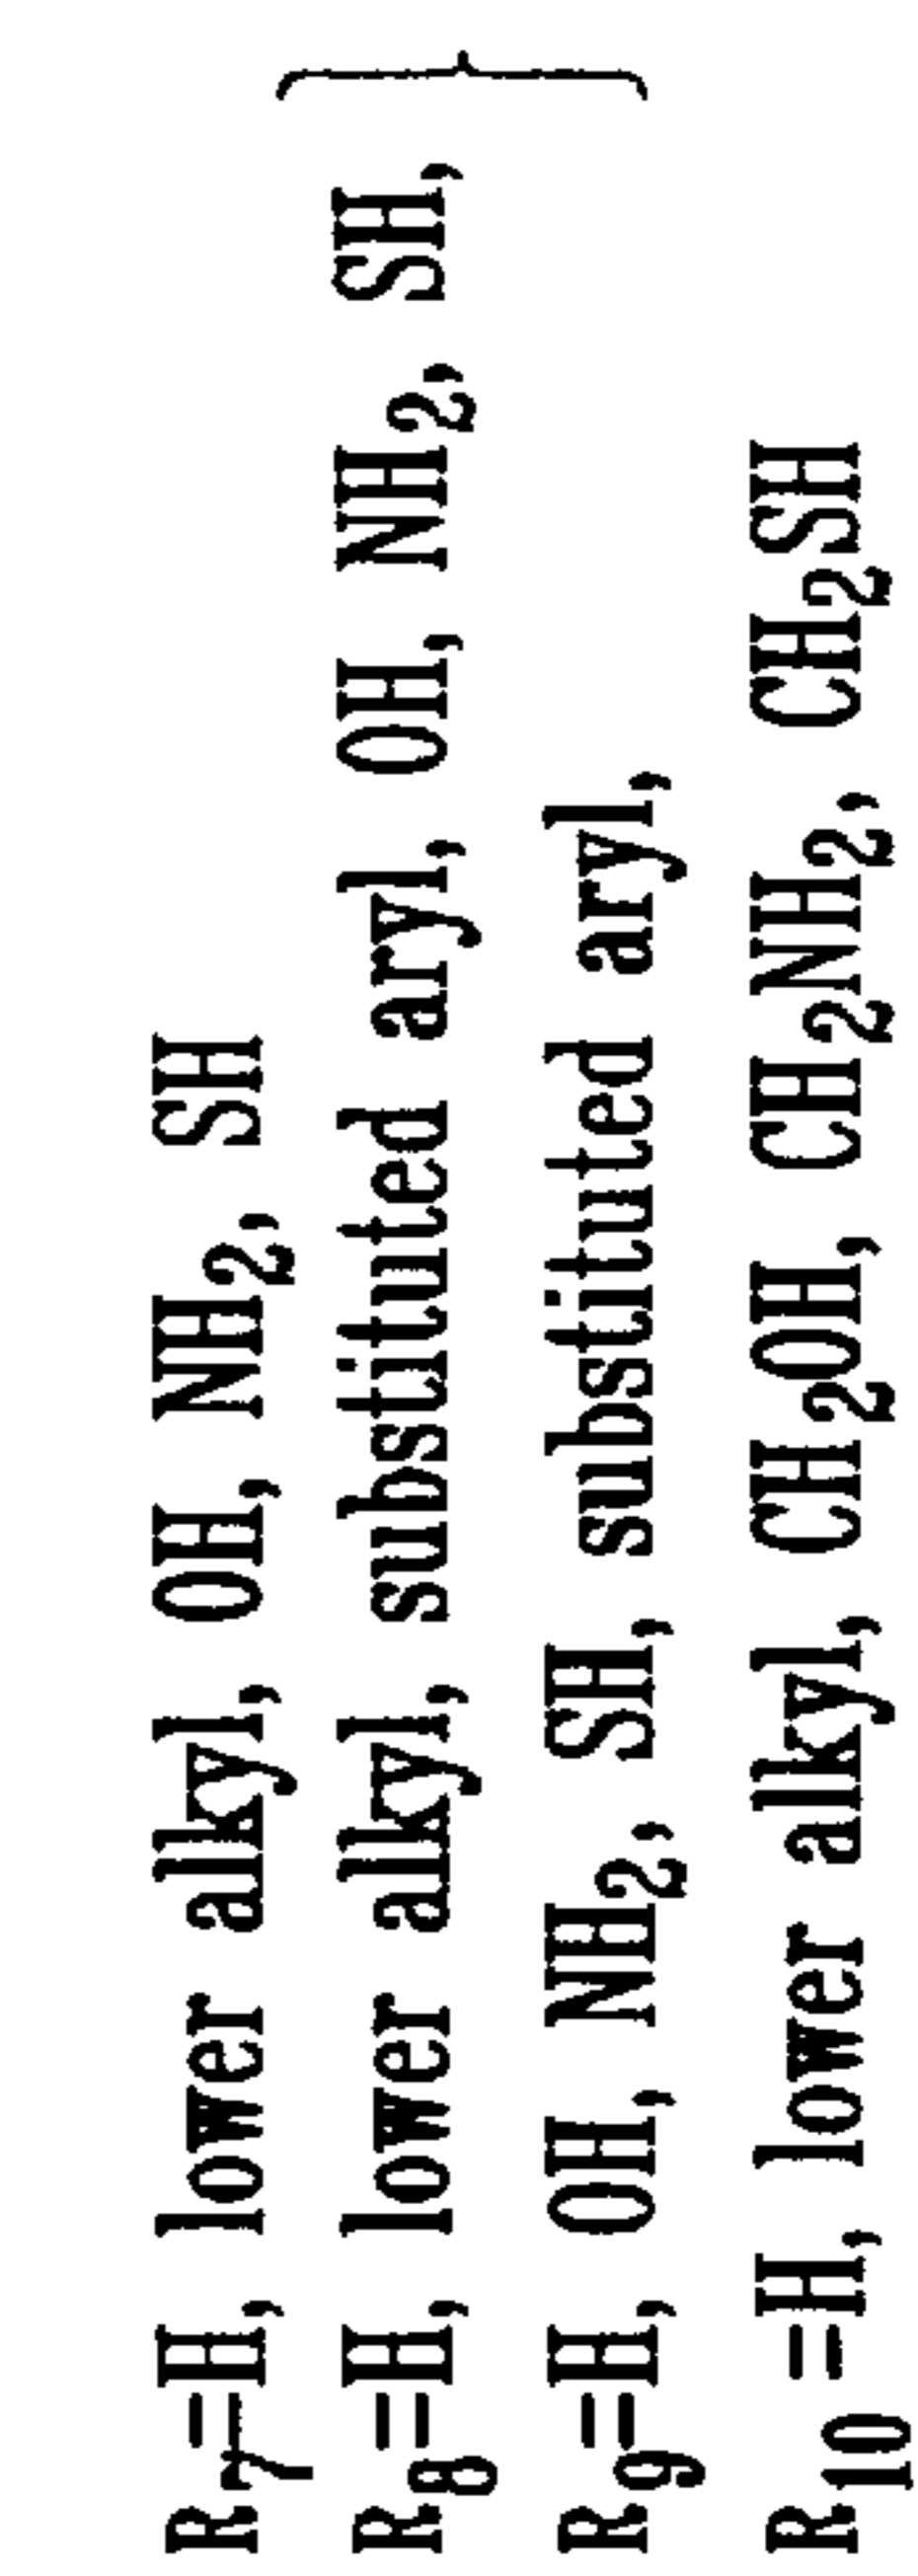 R₇=H, lower alkyl, OH, NH₂, SH
R₈=H, lower alkyl, substituted aryl, OH, NH₂, SH,
R₉=H, OH, NH₂, SH, substituted aryl,
R₁₀=H, lower alkyl, CH₂OH, CH₂NH₂, CH₂SH